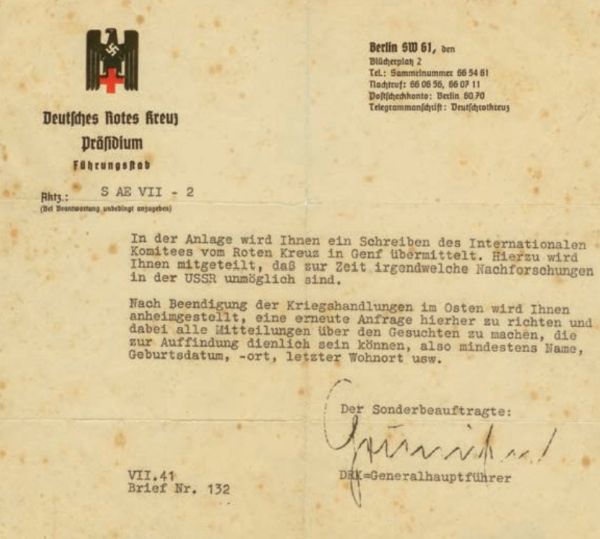 Deutsches Rotes Kreuz
Präsidium
Führungsstab
Aktz.: S AE VII - 2
(Bei Beantwortung unbedingt anzugeben)
Berlin SW 61, den
Blücherplatz 2
Tel.: Sammelnummer 66 54 61
Nachtruf: 66 06 56, 66 07 11
Postscheckkonto: Berlin 60 70
Telegrammanschrift: Deutschrotkreuz
In der Anlage wird Ihnen ein Schreiben des Internationalen
Komitees vom Roten Kreuz in Genf übermittelt. Hierzu wird
Ihnen mitgeteilt, daß zur Zeit irgendwelche Nachforschungen
in der USSR unmöglich sind.
Nach Beendigung der Kriegshandlungen im Osten wird Ihnen
anheimgestellt, eine erneute Anfrage hierher zu richten und
dabei alle Mitteilungen über den Gesuchten zu machen, die
zur Auffindung dienlich sein können, also mindestens Name,
Geburtsdatum, -ort, letzter Wohnort usw.
Der Sonderbeauftragte:
DRK=Generalhauptführer
VII.41
Brief Nr. 132